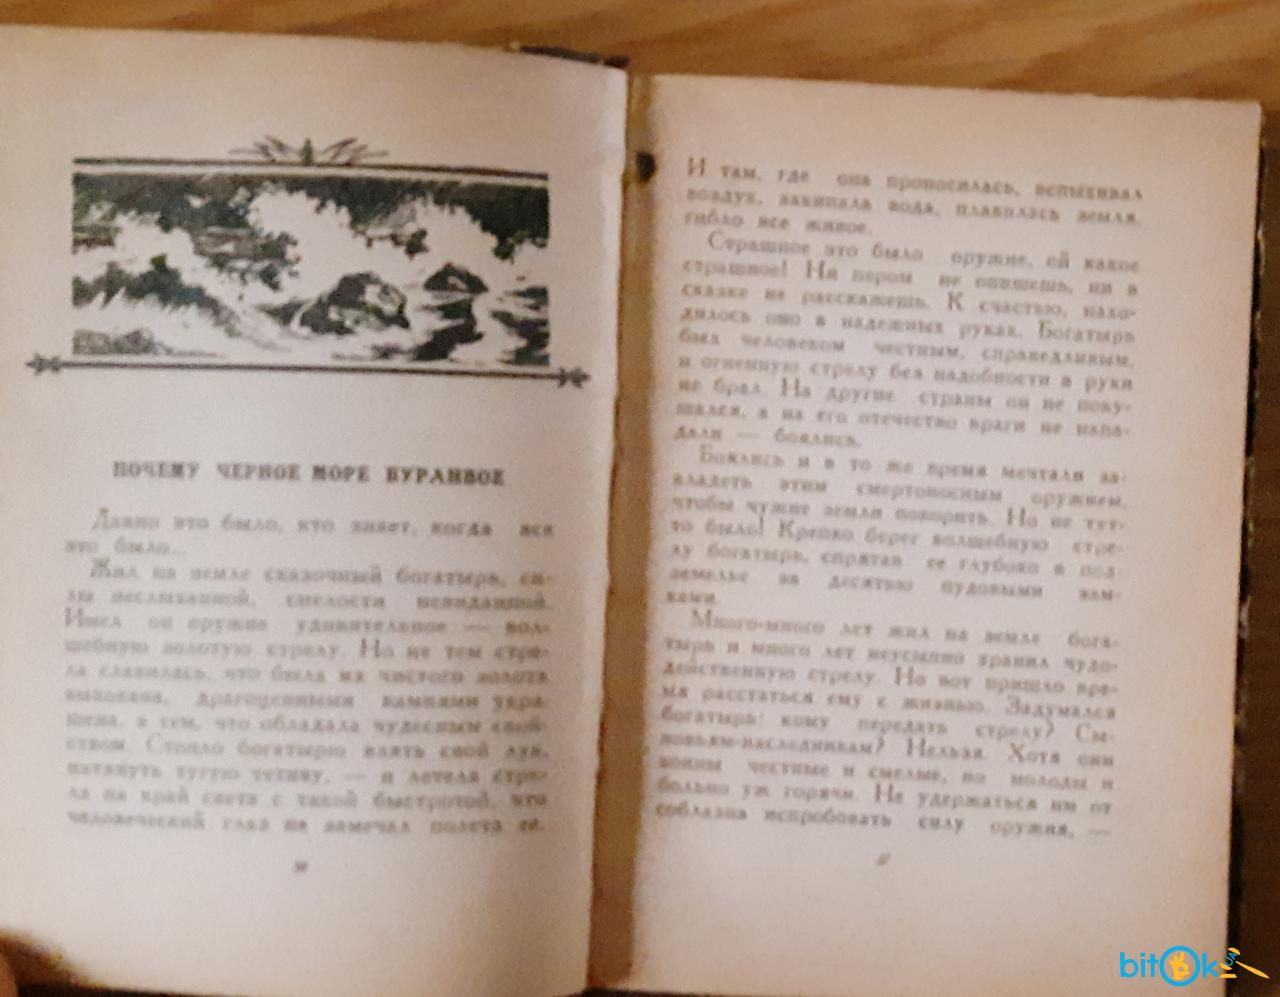 ПОЧЕМУ ЧЕРНОЕ МОРЕ БУРЛИВОЕ
Давно это было, кто знает, когда все
это было...
Жил на земле сказочный богатырь, си-
лы неслыханной, смелости невиданной.
Имел он оружие удивительное — вол-
шебную золотую стрелу. Но не тем стре-
ла славилась, что была из чистого золота
выкована, драгоценными камнями укра-
шена, а тем, что обладала чудесным свой-
ством. Стоило богатырю взять свой лук,
натянуть тугую тетиву, — и летела стре-
ла на край света с такой быстротой, что
человеческий глаз не замечал полета ее.
И там, где она проносилась, вспыхивал
воздух, закипала вода, плавилась земля,
гибло все живое.
Страшное это было оружие, ой какое
страшное! Ни пером не опишешь, ни в
сказке не расскажешь. К счастью, нахо-
дилось оно в надежных руках. Богатырь
был человеком честным, справедливым,
и огненную стрелу без надобности в руки
не брал. На другие страны он не поку-
шался, а на его отечество враги не напа-
дали — боялись.
Боялись и в то же время мечтали за-
владеть этим смертоносным оружием,
чтобы чужие земли покорить. Но не тут-
то было! Крепко берег волшебную стре-
лу богатырь, спрятав ее глубоко в под-
земелье за десятью пудовыми зам-
ками.
Много-много лет жил на земле бога-
тырь и много лет неусыпно хранил чудо-
действенную стрелу. Но вот пришло вре-
мя расстаться ему с жизнью. Задумался
богатырь: кому передать стрелу? Сы-
новьям-наследникам? Нельзя. Хотя они
воины честные и смелые, но молоды и
больно уж горячи. Не удержаться им от
соблазна испробовать силу оружия, —
bitOk
UA